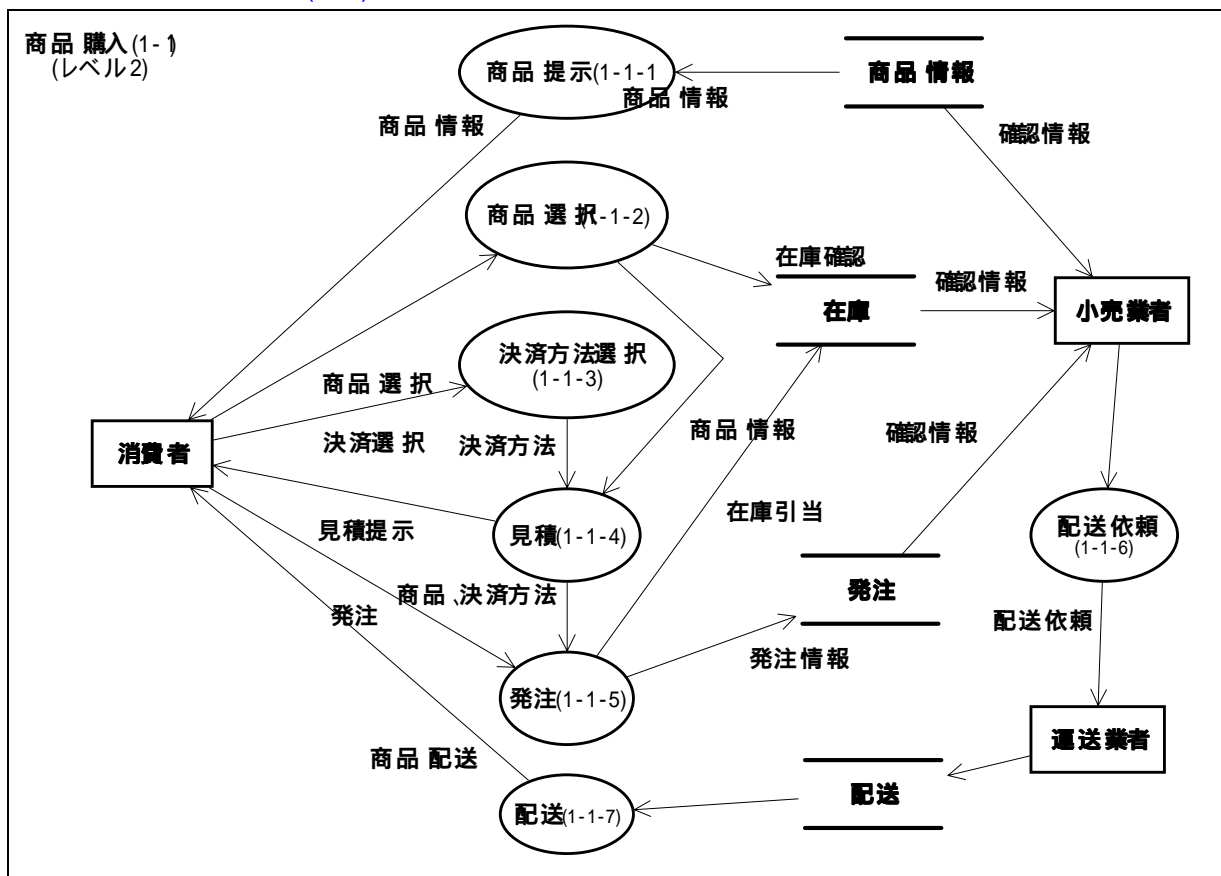 商品購入(1-1)
(レベル2)
商品提示(1-1-1
商品情報
商品情報
商品情報
確認情報
商品選択(1-1-2)
在庫確認
在庫
確認情報
小売業者
決済方法選択
(1-1-3)
商品選択
消費者
決済選択
決済方法
商品情報
確認情報
見積(1-1-4)
見積提示
在庫引当
配送依頼
(1-1-6)
商品、決済方法
発注
発注
配送依頼
発注情報
発注(1-1-5)
運送業者
商品配送
配送
配送(1-1-7)